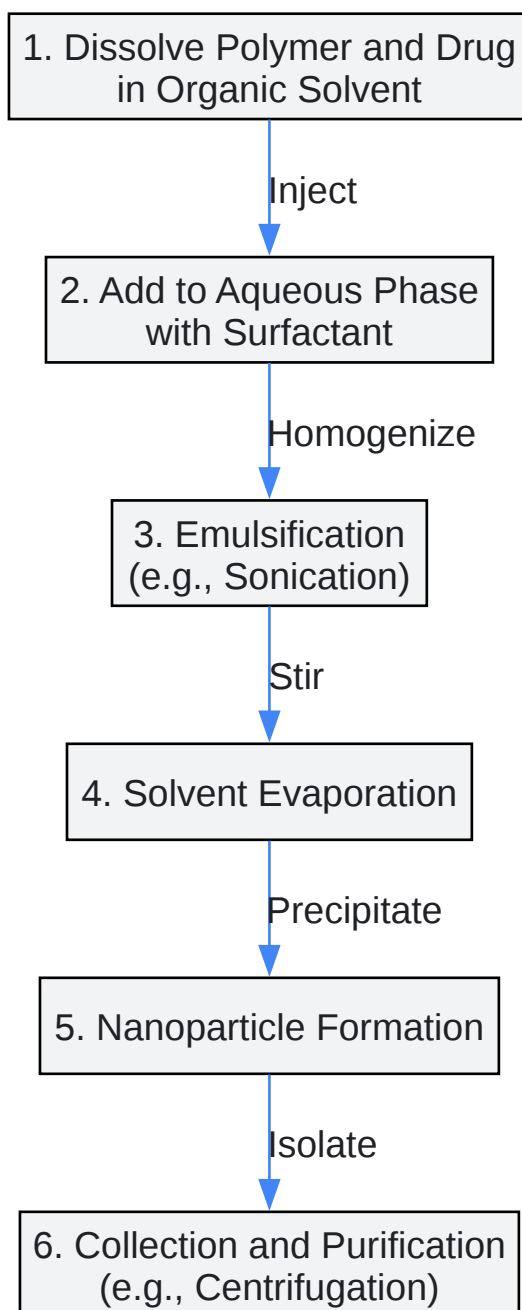 1. Dissolve Polymer and Drug
in Organic Solvent
Inject
2. Add to Aqueous Phase
with Surfactant
Homogenize
3. Emulsification
(e.g., Sonication)
Stir
4. Solvent Evaporation
Precipitate
5. Nanoparticle Formation
Isolate
6. Collection and Purification
(e.g., Centrifugation)